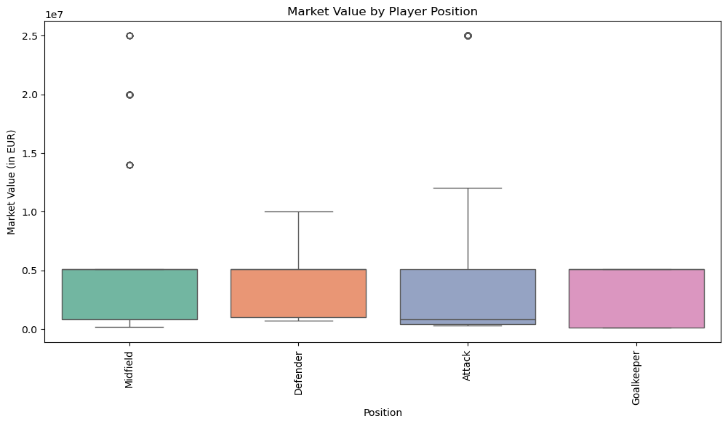 Market Value by Player Position
1e7
2.5
2.0
1.5
1.0
0.5
0.0
Market Value (in EUR)
Midfield
Defender
Attack
Goalkeeper
Position